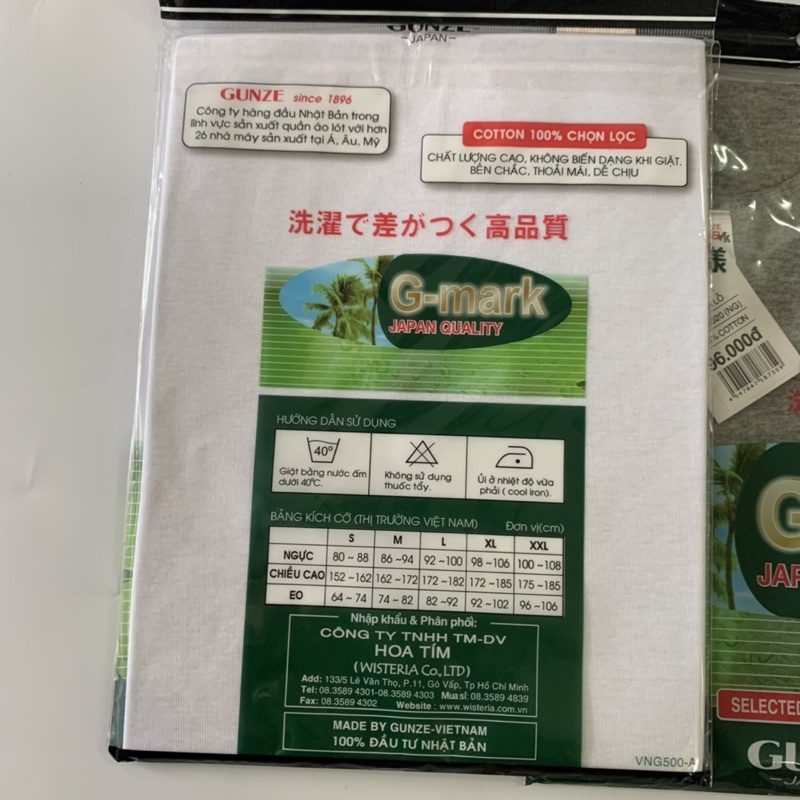 GUNZE
-JAPAN-
GUNZE since 1896
Công ty hàng đầu Nhật Bản trong
lĩnh vực sản xuất quần áo lót với hơn
26 nhà máy sản xuất tại Á, Âu, Mỹ
COTTON 100% CHỌN LỌC
CHẤT LƯỢNG CAO, KHÔNG BIẾN DẠNG KHI GIẶT.
BỀN CHẮC, THOẢI MÁI, DỄ CHỊU
洗濯で差がつく高品質
G-mark
JAPAN QUALITY
HƯỚNG DẪN SỬ DỤNG
40°
Giặt bằng nước ấm
dưới 40°C.
Không sử dụng
thuốc tẩy.
Ủi ở nhiệt độ vừa
phải ( cool iron).
BẢNG KÍCH CỠ (THỊ TRƯỜNG VIỆT NAM) Đơn vị(cm)
S M L XL XXL
NGỰC 80 ~ 88 86 ~94 92 ~100 98 ~106 100 ~108
CHIỀU CAO 152 ~162 162 ~172 172 ~182 172 ~185 175 ~185
EO 64 ~ 74 74 ~ 82 82 ~92 92 ~102 96 ~106
Nhập khẩu & Phân phối:
CÔNG TY TNHH TM-DV
HOA TÍM
(WISTERIA Co.,LTD)
Add: 133/5 Lê Văn Thọ, P.11, Gò Vấp, Tp Hồ Chí Minh
Tel: 08.3589 4301-08.3589 4303 Mua sỉ: 08.3589 4839
Fax: 08.3589 4302 Website : www.wisteria.com.vn
MADE BY GUNZE-VIETNAM
100% ĐẦU TƯ NHẬT BẢN
VNG500-A
LỖ
020 (NG)
COTTON
96.000đ
G
JAPA
SELECTED
GUN